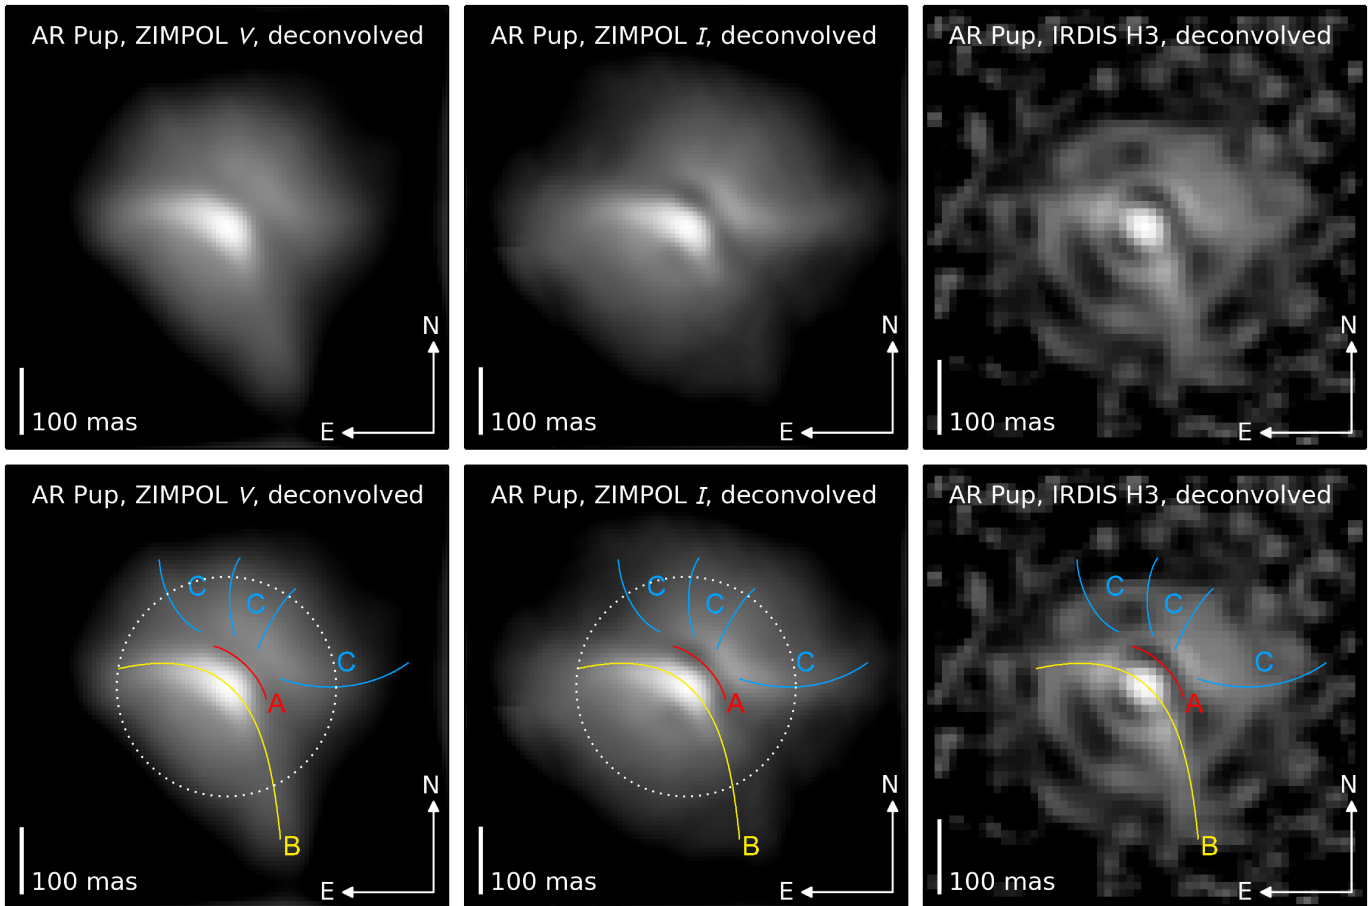 AR Pup, ZIMPOL V, deconvolved
N
100 mas
E
AR Pup, ZIMPOL I, deconvolved
N
100 mas
E
AR Pup, IRDIS H3, deconvolved
N
100 mas
E
AR Pup, ZIMPOL V, deconvolved
C
C
C
A
N
B
100 mas
E
AR Pup, ZIMPOL I, deconvolved
C
C
C
A
N
B
100 mas
E
AR Pup, IRDIS H3, deconvolved
C
C
C
A
N
B
100 mas
E